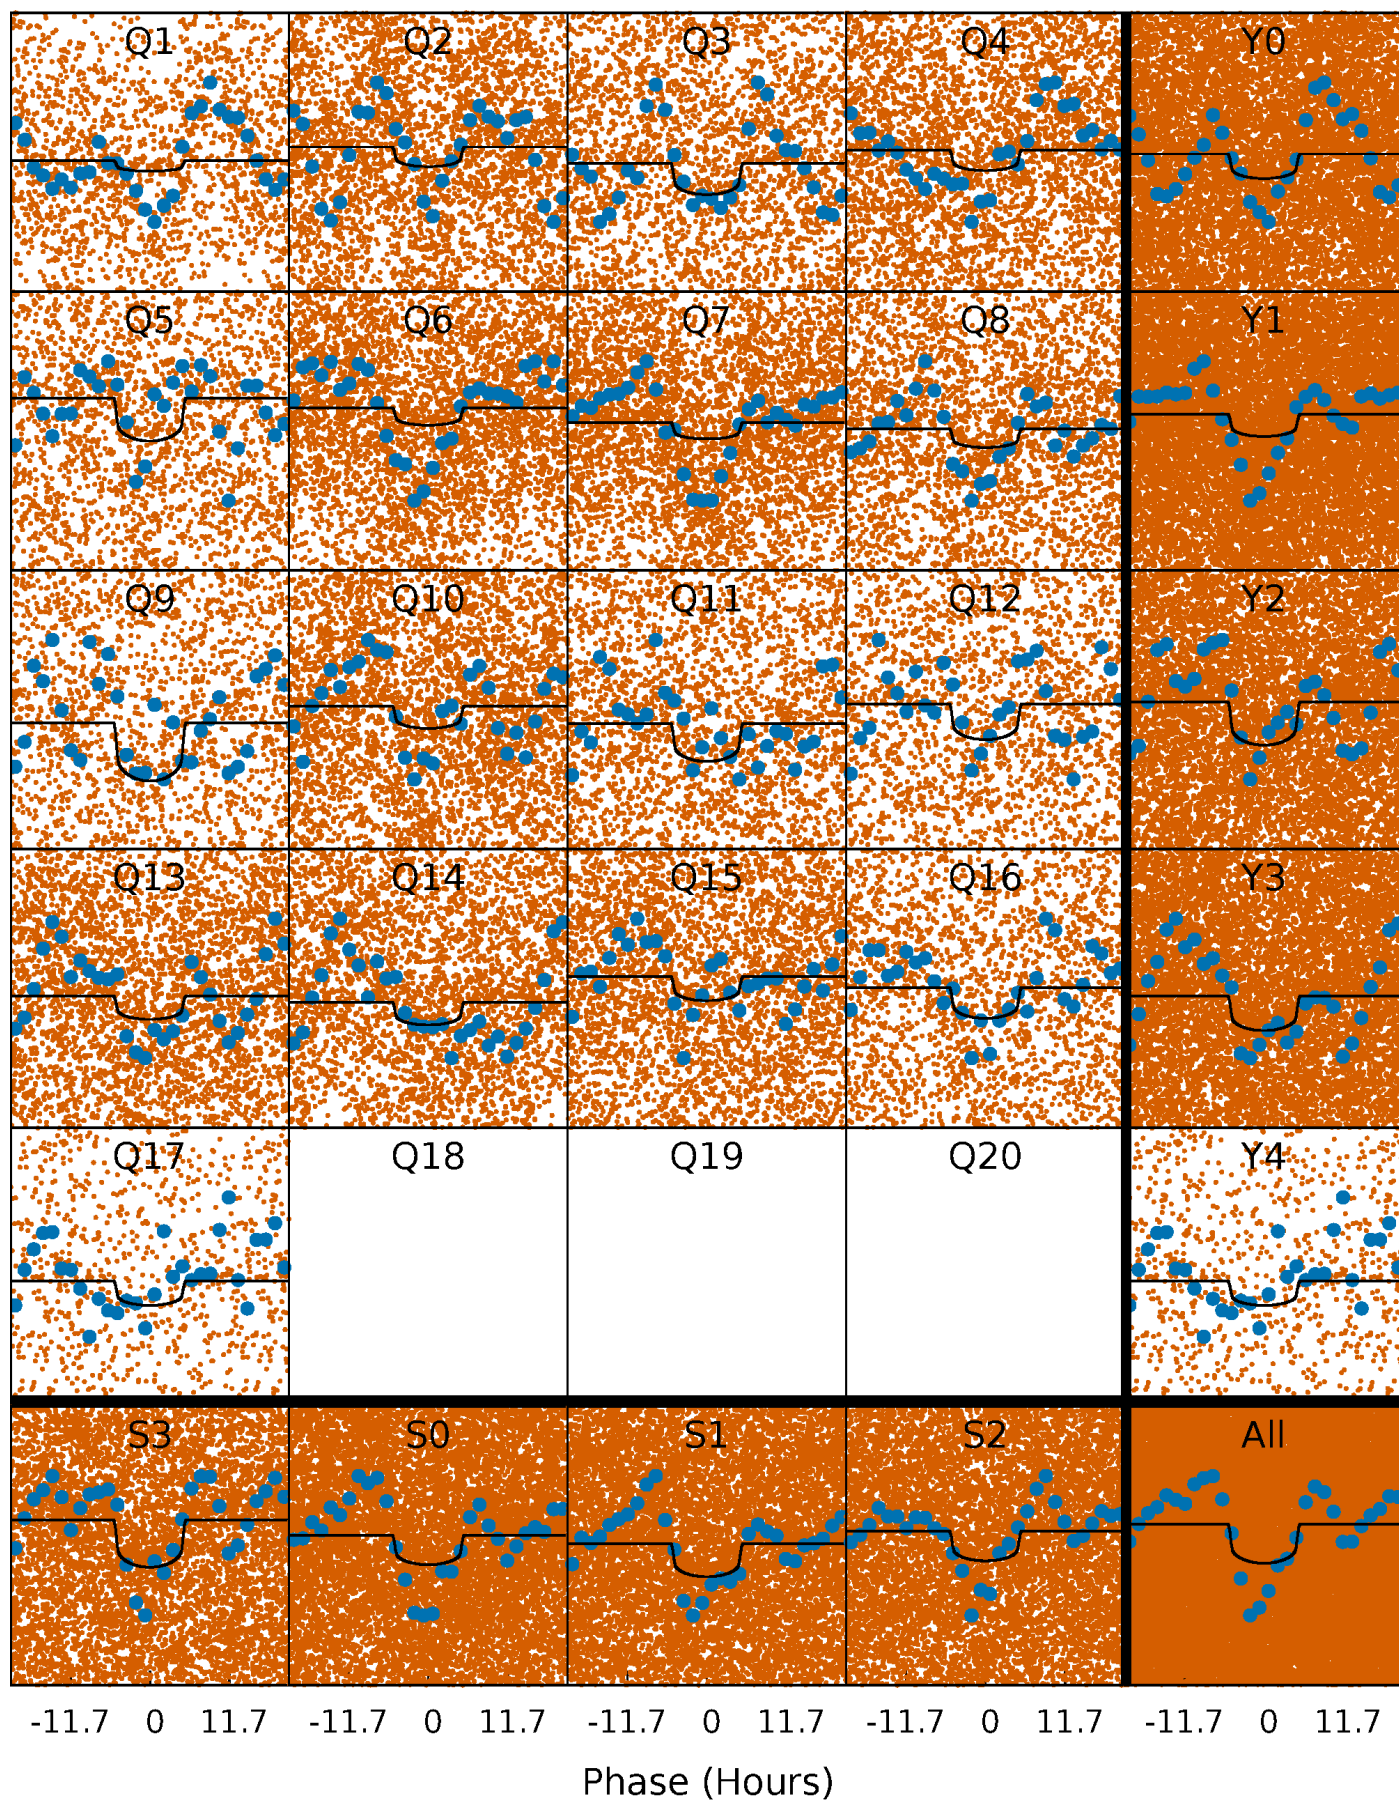 Q1 Q2 Q3 Q4 Y0
Q5 Q6 Q7 Q8 Y1
Q9 Q10 Q11 Q12 Y2
Q13 Q14 Q15 Q16 Y3
Q17 Q18 Q19 Q20 Y4
S3 S0 S1 S2 All
-11.7 0 11.7 -11.7 0 11.7 -11.7 0 11.7 -11.7 0 11.7 -11.7 0 11.7
Phase (Hours)